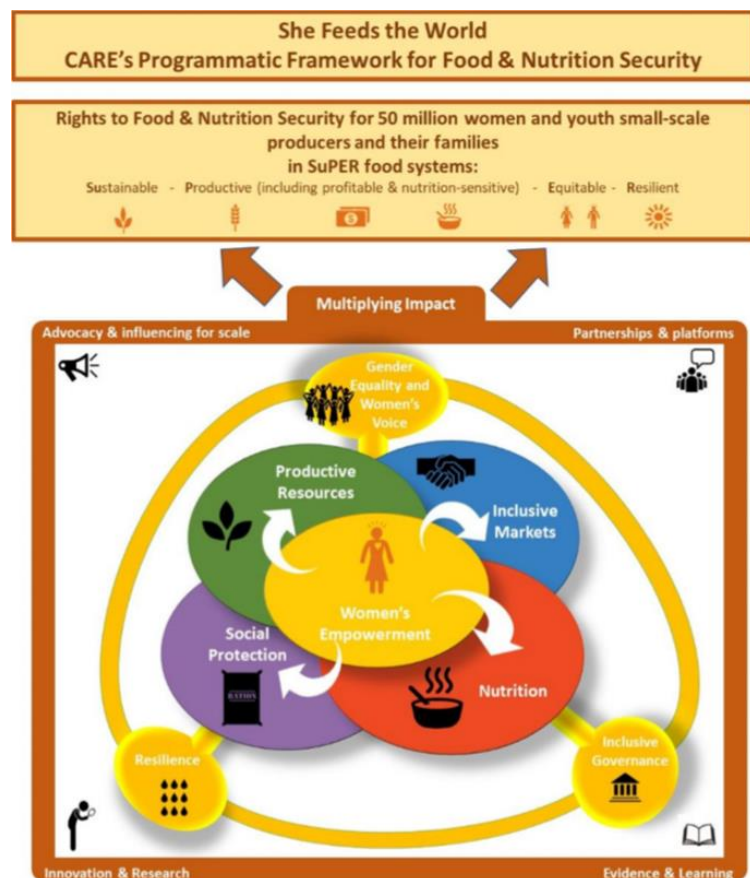 She Feeds the World
CARE's Programmatic Framework for Food & Nutrition Security
Rights to Food & Nutrition Security for 50 million women and youth small-scale
producers and their families
in SuPER food systems:
Sustainable - Productive (including profitable & nutrition-sensitive) - Equitable - Resilient
Multiplying Impact
Advocacy & influencing for scale
Partnerships & platforms
Gender
Equality and
Women's
Voice
Productive
Resources
Inclusive
Markets
Women's
Empowerment
Social
Protection
RATION
Nutrition
Resilience
Inclusive
Governance
Innovation & Research
Evidence & Learning